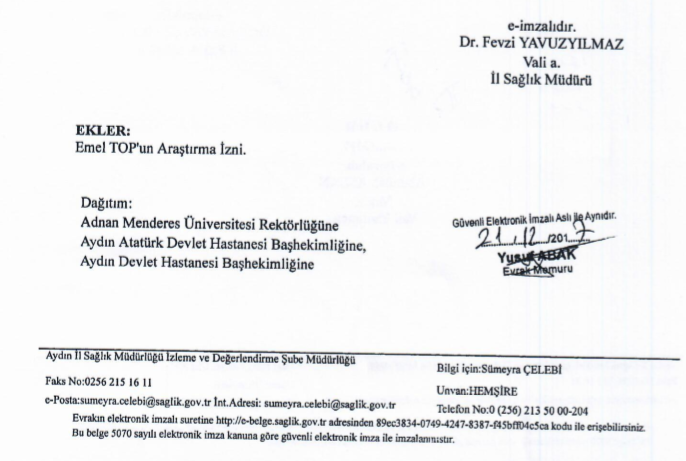 e-imzalıdır.
Dr. Fevzi YAVUZYILMAZ
Vali a.
İl Sağlık Müdürü
EKLER:
Emel TOP'un Araştırma İzni.
Dağıtım:
Adnan Menderes Üniversitesi Rektörlüğüne
Aydın Atatürk Devlet Hastanesi Başhekimliğine,
Aydın Devlet Hastanesi Başhekimliğine
Güvenli Elektronik İmzalı Aslı ile Aynıdır.
21.12.2017
Yusuf ABAK
Evrak Memuru
Aydın İl Sağlık Müdürlüğü İzleme ve Değerlendirme Şube Müdürlüğü
Faks No:0256 215 16 11
e-Posta:sumeyra.celebi@saglik.gov.tr İnt.Adresi: sumeyra.celebi@saglik.gov.tr
Bilgi için:Sümeyra ÇELEBİ
Unvan:HEMŞİRE
Telefon No:0 (256) 213 50 00-204
Evrakın elektronik imzalı suretine http://e-belge.saglik.gov.tr adresinden 89ec3834-0749-4247-8387-f45bff04c5ca kodu ile erişebilirsiniz.
Bu belge 5070 sayılı elektronik imza kanuna göre güvenli elektronik imza ile imzalanmıştır.